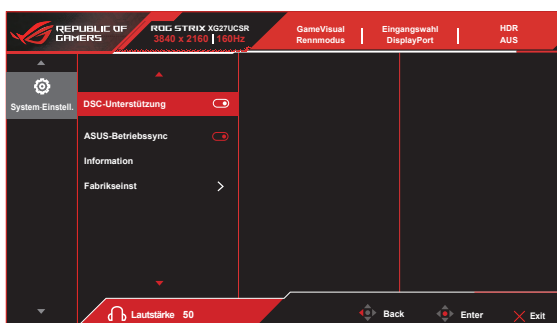 REPUBLIC OF
GAMERS
ROG STRIX XG27UCSR
3840 x 2160 160Hz
GameVisual
Rennmodus
Eingangswahl
DisplayPort
HDR
AUS
System-Einstell.
DSC-Unterstützung
ASUS-Betriebssync
Information
Fabrikseinst
Lautstärke 50
Back
Enter
Exit